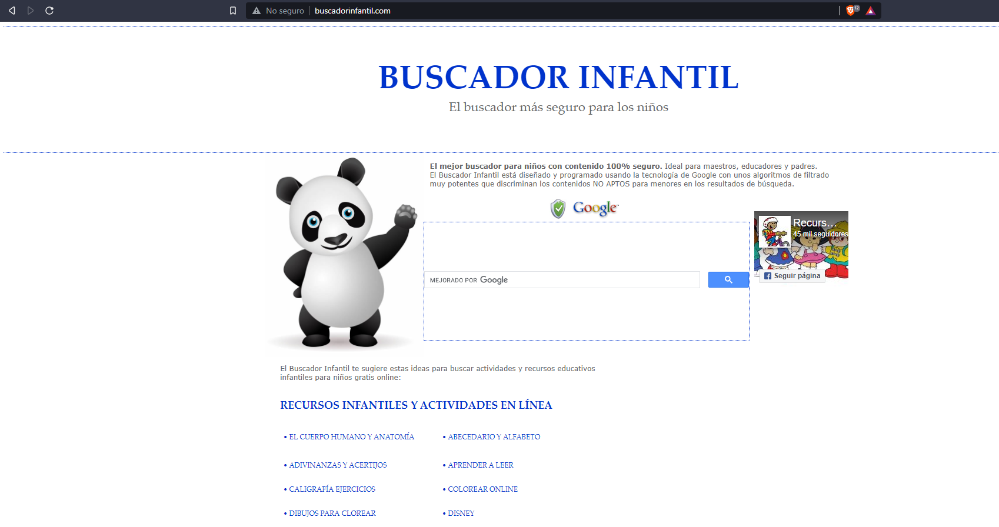 No seguro
buscadorinfantil.com
12
BUSCADOR INFANTIL
El buscador más seguro para los niños
El mejor buscador para niños con contenido 100% seguro. Ideal para maestros, educadores y padres.
El Buscador Infantil está diseñado y programado usando la tecnología de Google con unos algoritmos de filtrado
muy potentes que discriminan los contenidos NO APTOS para menores en los resultados de búsqueda.
Google™
Recurs...
45 mil seguidores
MEJORADO POR Google
Seguir página
El Buscador Infantil te sugiere estas ideas para buscar actividades y recursos educativos
infantiles para niños gratis online:
RECURSOS INFANTILES Y ACTIVIDADES EN LÍNEA
• EL CUERPO HUMANO Y ANATOMÍA
• ABECEDARIO Y ALFABETO
• ADIVINANZAS Y ACERTIJOS
• APRENDER A LEER
• CALIGRAFÍA EJERCICIOS
• COLOREAR ONLINE
• DIBUJOS PARA CLOREAR
• DISNEY